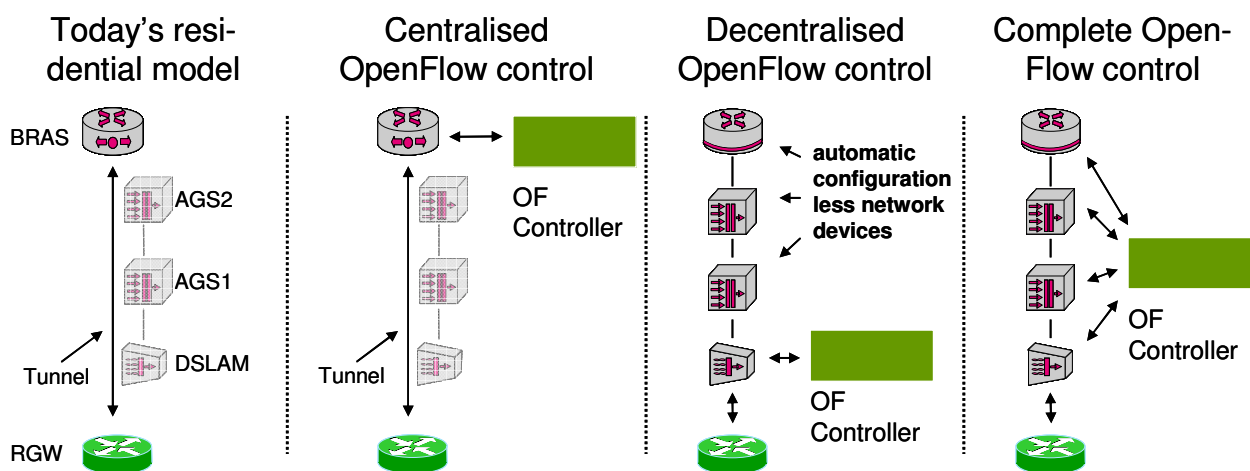 Today's resi-
dential model
BRAS
AGS2
AGS1
Tunnel
DSLAM
RGW
Centralised
OpenFlow control
OF
Controller
Tunnel
Decentralised
OpenFlow control
automatic
configuration
less network
devices
OF
Controller
Complete Open-
Flow control
OF
Controller